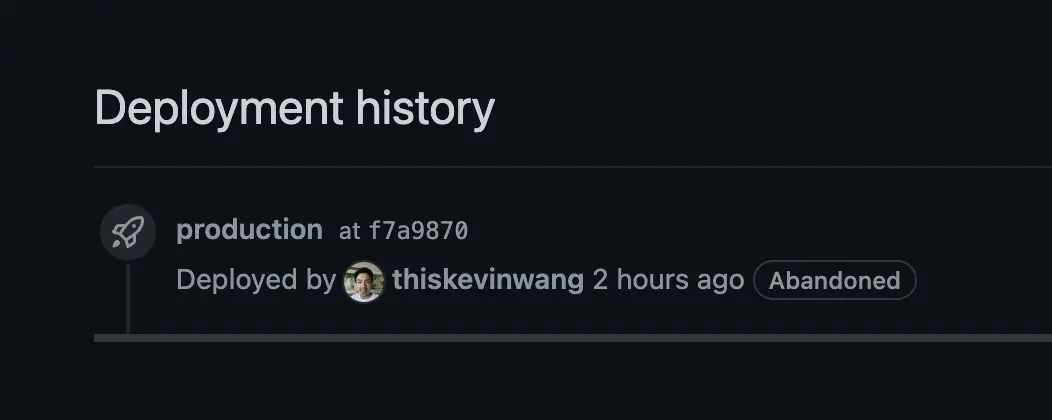 Deployment history
production at f7a9870
Deployed by thiskevinwang 2 hours ago Abandoned